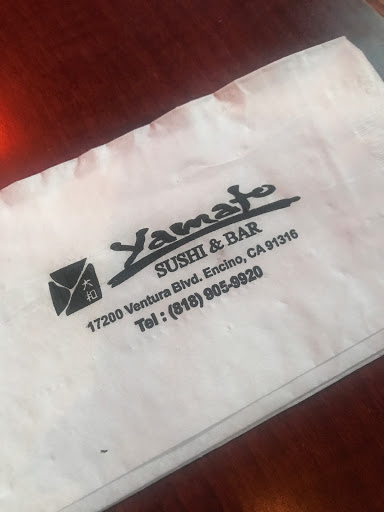 Yamato
SUSHI & BAR
大和
17200 Ventura Blvd. Encino, CA 91316
Tel : (818) 905-9920